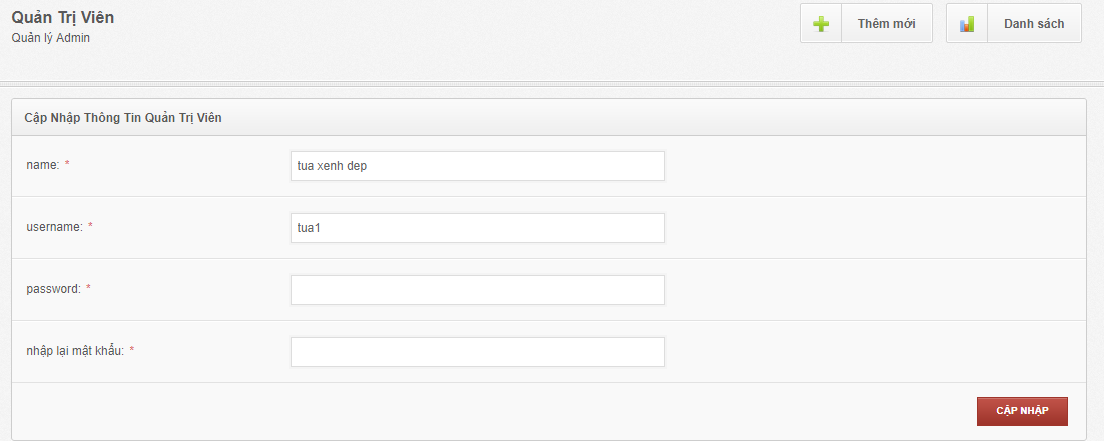 Quản Trị Viên
Quản lý Admin
Thêm mới
Danh sách
Cập Nhập Thông Tin Quản Trị Viên
name: *
tua xenh dep
username: *
tua1
password: *
nhập lại mật khẩu: *
CẬP NHẬP